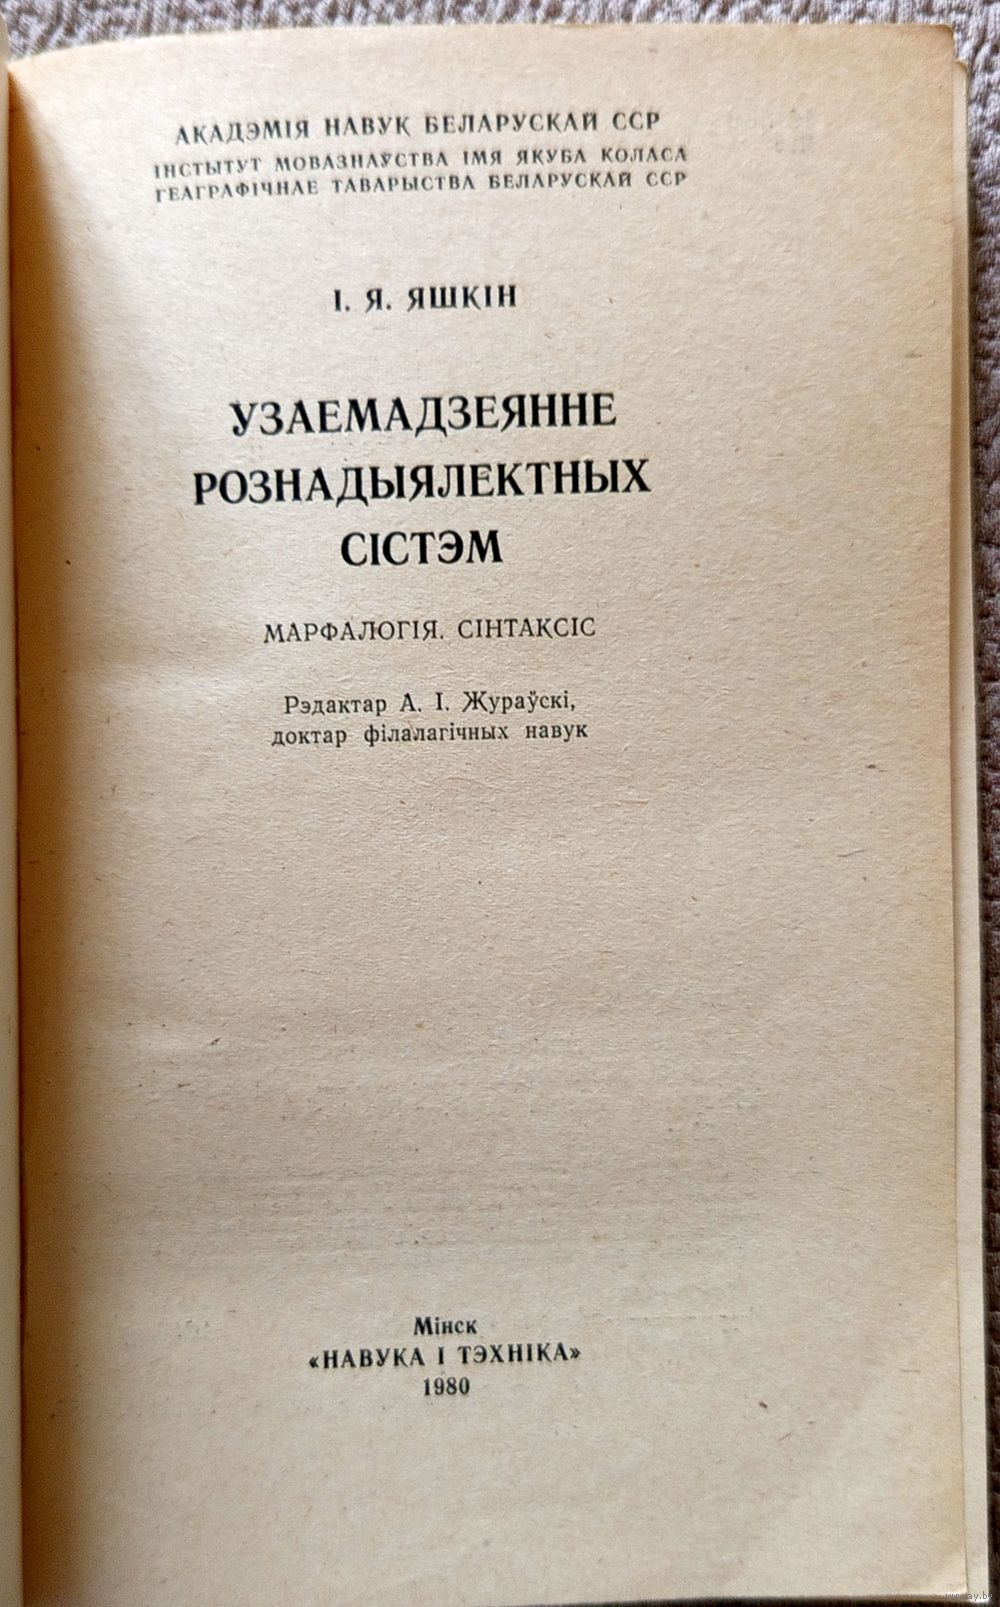 АКАДЭМІЯ НАВУК БЕЛАРУСКАЙ ССР
ІНСТЫТУТ МОВАЗНАЎСТВА ІМЯ ЯКУБА КОЛАСА
ГЕАГРАФІЧНАЕ ТАВАРЫСТВА БЕЛАРУСКАЙ ССР
І. Я. ЯШКІН
УЗАЕМАДЗЕЯННЕ
РОЗНАДЫЯЛЕКТНЫХ
СІСТЭМ
МАРФАЛОГІЯ. СІНТАКСІС
Рэдактар А. І. Жураўскі,
доктар філалагічных навук
Мінск
«НАВУКА І ТЭХНІКА»
1980